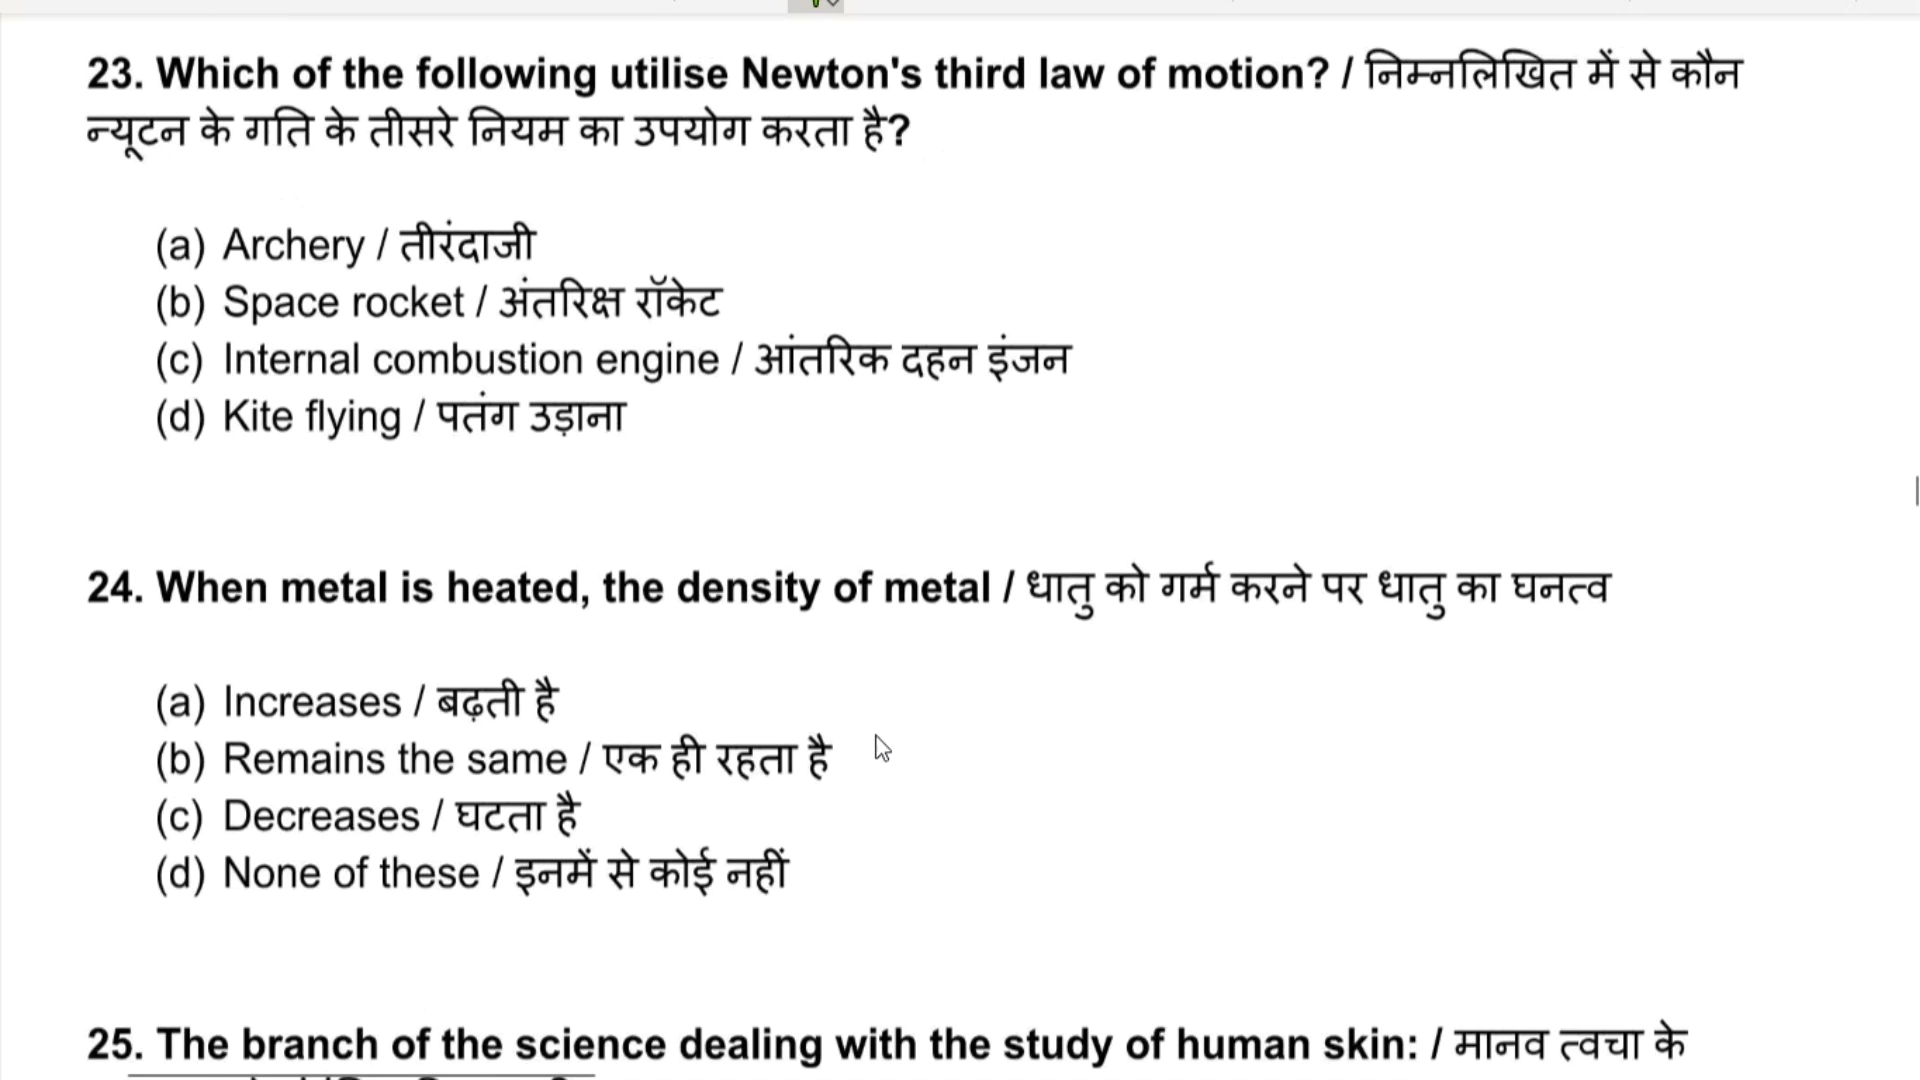 23. Which of the following utilise Newton's third law of motion? / निम्नलिखित में से कौन
न्यूटन के गति के तीसरे नियम का उपयोग करता है?
(a) Archery / तीरंदाजी
(b) Space rocket / अंतरिक्ष रॉकेट
(c) Internal combustion engine / आंतरिक दहन इंजन
(d) Kite flying / पतंग उड़ाना
24. When metal is heated, the density of metal / धातु को गर्म करने पर धातु का घनत्व
(a) Increases / बढ़ती है
(b) Remains the same / एक ही रहता है
(c) Decreases / घटता है
(d) None of these / इनमें से कोई नहीं
25. The branch of the science dealing with the study of human skin: / मानव त्वचा के